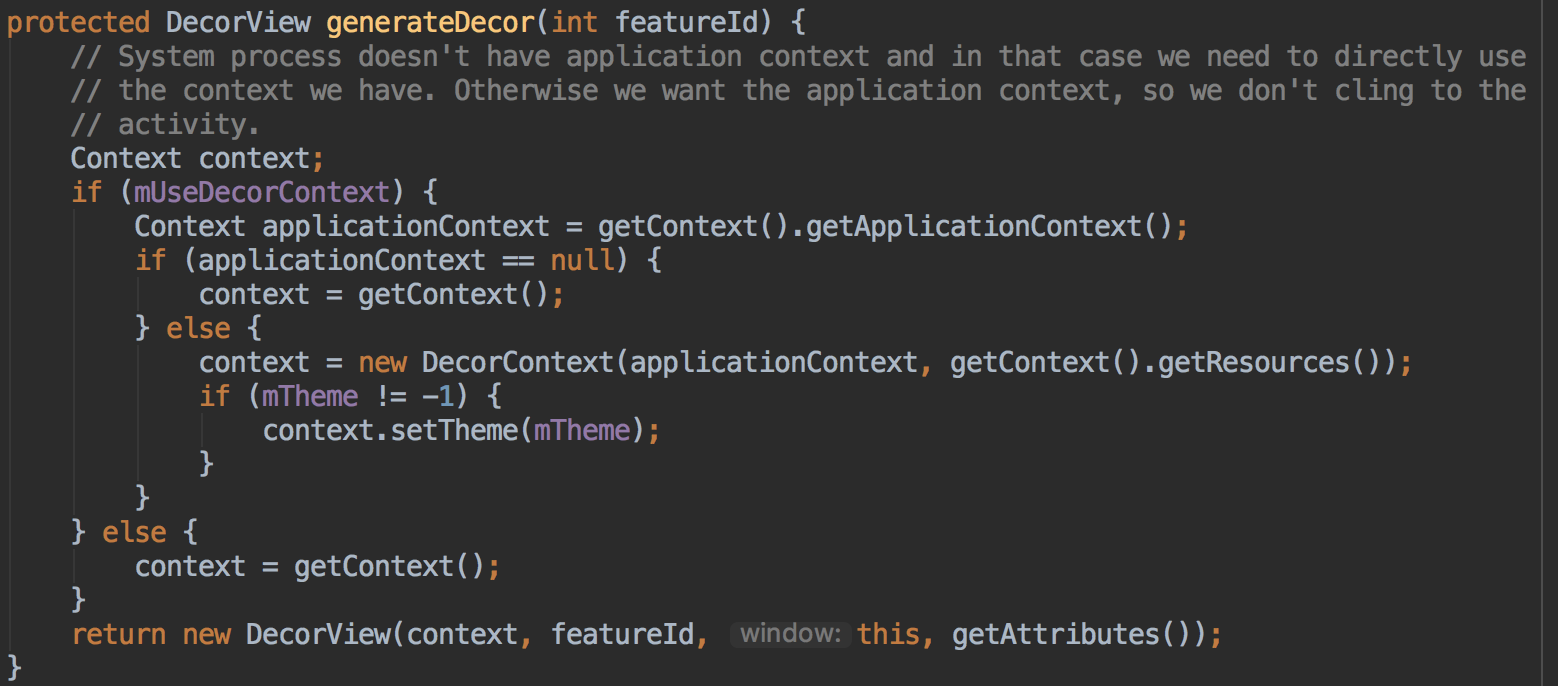 protected DecorView generateDecor(int featureId) {
    // System process doesn't have application context and in that case we need to directly use
    // the context we have. Otherwise we want the application context, so we don't cling to the
    // activity.
    Context context;
    if (mUseDecorContext) {
        Context applicationContext = getContext().getApplicationContext();
        if (applicationContext == null) {
            context = getContext();
        } else {
            context = new DecorContext(applicationContext, getContext().getResources());
            if (mTheme != -1) {
                context.setTheme(mTheme);
            }
        }
    } else {
        context = getContext();
    }
    return new DecorView(context, featureId, window: this, getAttributes());
}